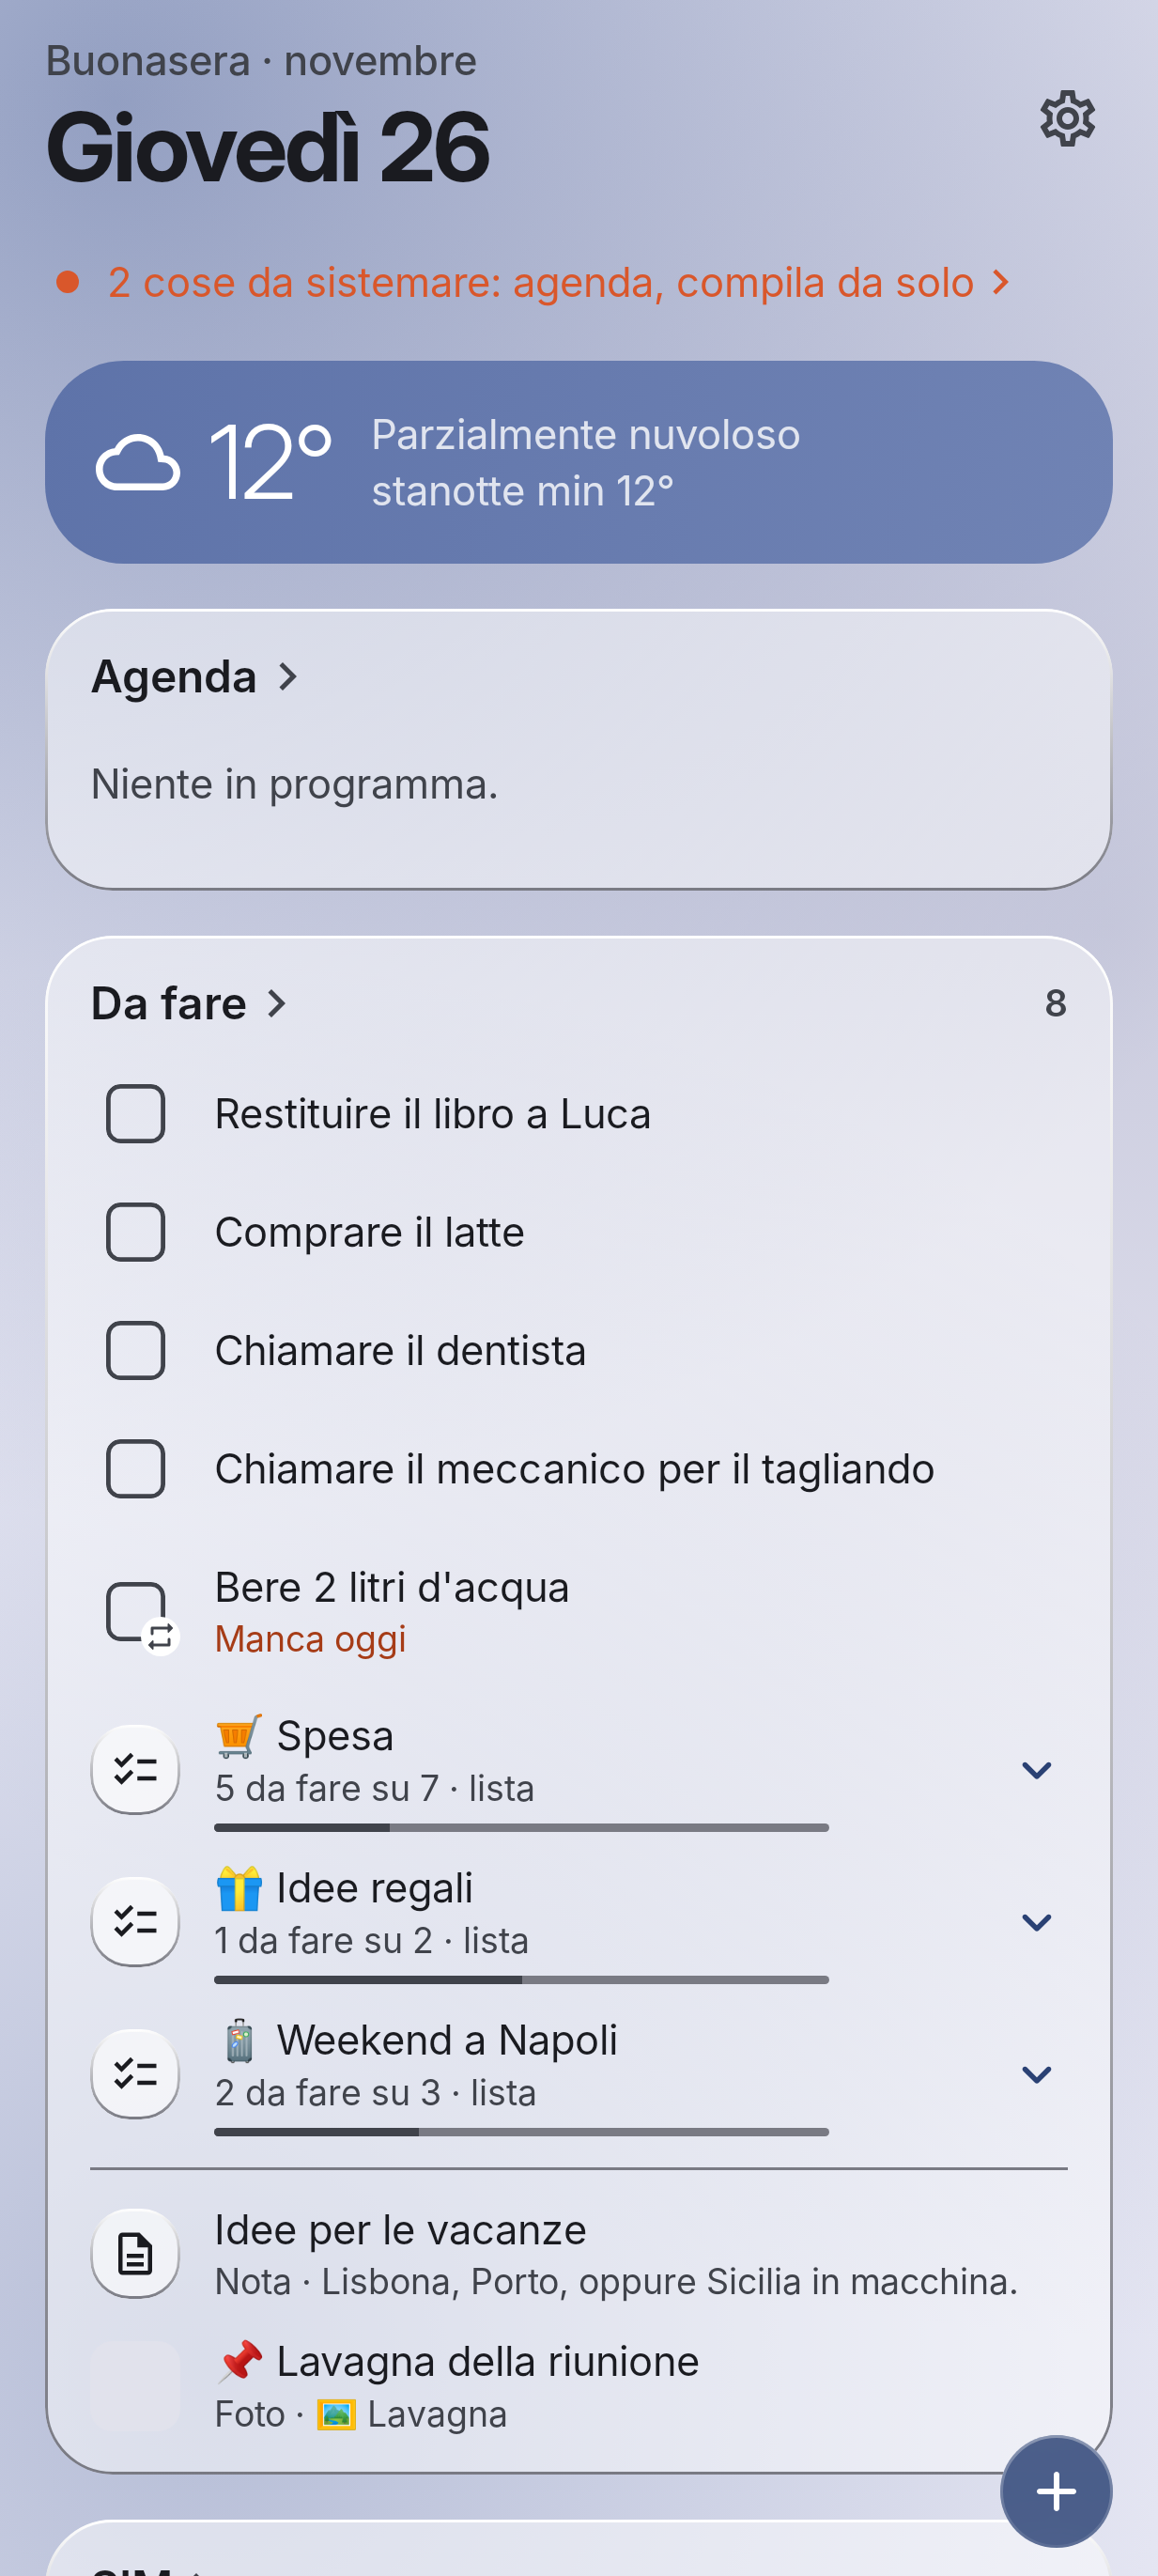 Buonasera · novembre
Giovedì 26
2 cose da sistemare: agenda, compila da solo
12°
Parzialmente nuvoloso
stanotte min 12°
Agenda
Niente in programma.
Da fare
8
Restituire il libro a Luca
Comprare il latte
Chiamare il dentista
Chiamare il meccanico per il tagliando
Bere 2 litri d'acqua
Manca oggi
🛒 Spesa
5 da fare su 7 · lista
🎁 Idee regali
1 da fare su 2 · lista
🧳 Weekend a Napoli
2 da fare su 3 · lista
Idee per le vacanze
Nota · Lisbona, Porto, oppure Sicilia in macchina.
📌 Lavagna della riunione
Foto · 🖼️ Lavagna